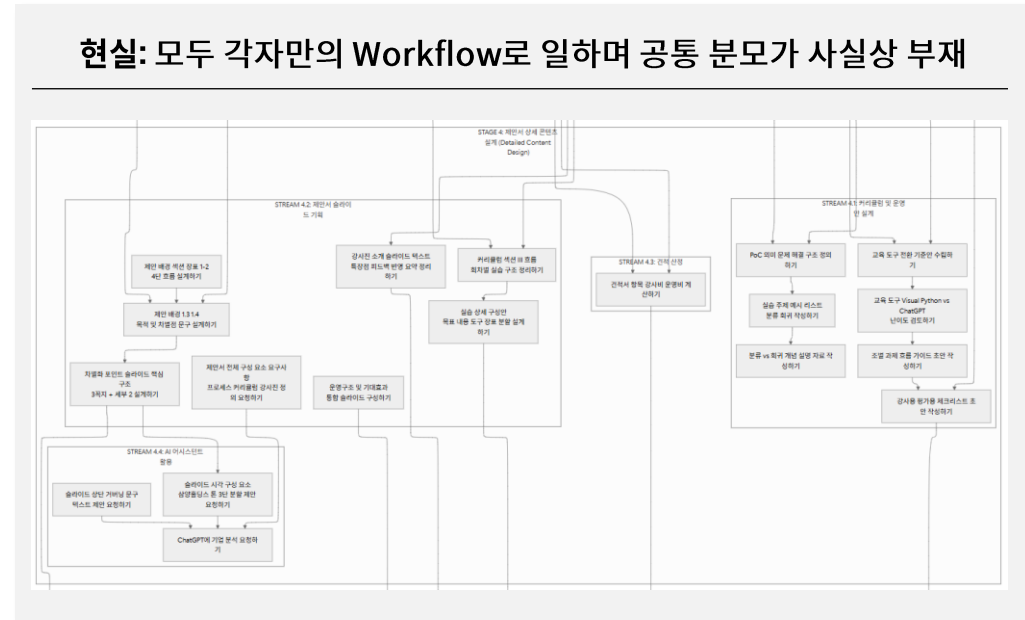 현실: 모두 각자만의 Workflow로 일하며 공통 분모가 사실상 부재
STAGE 4: 제안서 상세 콘텐츠
설계 (Detailed Content
Design)
STREAM 4.2: 제안서 슬라이
드 기획
제안 배경 섹션 장표 1-2
4단 흐름 설계하기
제안 배경 1.3 1.4
목적 및 차별점 문구 설계하기
차별화 포인트 슬라이드 핵심
구조
3꼭지 + 세부 2 설계하기
제안서 전체 구성 요소 요구사
항
프로세스 커리큘럼 강사진 정
의 요청하기
강사진 소개 슬라이드 텍스트
특장점 피드백 반영 요약 정리
하기
커리큘럼 섹션 III 흐름
회차별 실습 구조 정리하기
실습 상세 구성안
목표 내용 도구 장표 분할 설계
하기
운영구조 및 기대효과
통합 슬라이드 구성하기
STREAM 4.3: 견적 산정
견적서 항목 강사비 운영비 계
산하기
STREAM 4.1: 커리큘럼 및 운영
안 설계
PoC 의미 문제 해결 구조 정의
하기
실습 주제 예시 리스트
분류 회귀 작성하기
분류 vs 회귀 개념 설명 자료 작
성하기
교육 도구 전환 기준안 수립하
기
교육 도구 Visual Python vs
ChatGPT
난이도 검토하기
조별 과제 흐름 가이드 초안 작
성하기
강사용 평가용 체크리스트 초
안 작성하기
STREAM 4.4: AI 어시스턴트
활용
슬라이드 상단 거버닝 문구
텍스트 제안 요청하기
슬라이드 시각 구성 요소
삼양홀딩스 톤 3단 분할 제안
요청하기
ChatGPT에 기업 분석 요청하
기